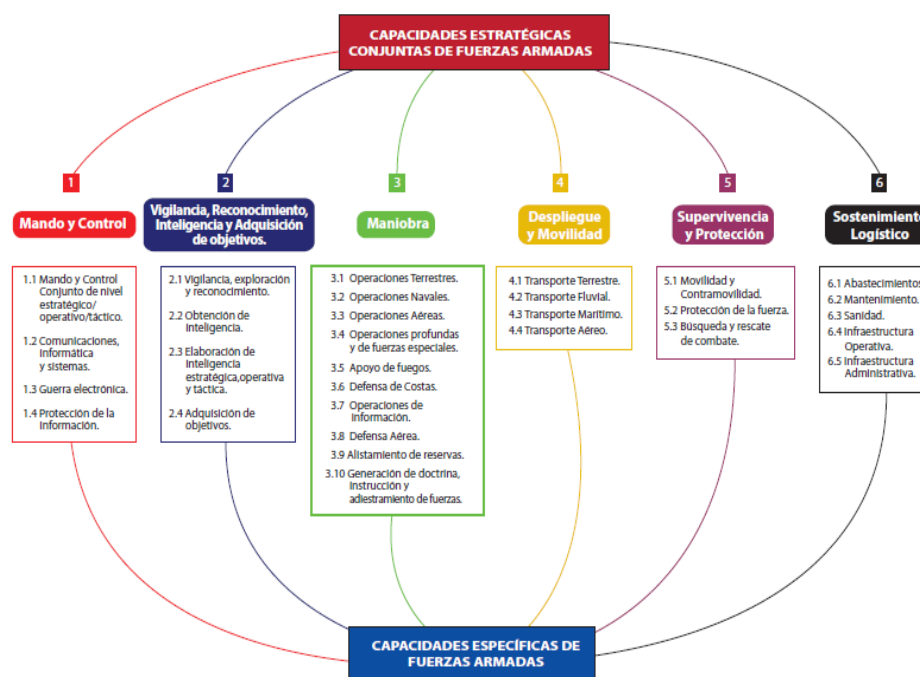 CAPACIDADES ESTRATÉGICAS
CONJUNTAS DE FUERZAS ARMADAS
1
Mando y Control
1.1 Mando y Control
Conjunto de nivel
estratégico/
operativo/táctico.
1.2 Comunicaciones,
informática
y sistemas.
1.3 Guerra electrónica.
1.4 Protección de la
información.
2
Vigilancia, Reconocimiento,
Inteligencia y Adquisición
de objetivos.
2.1 Vigilancia, exploración
y reconocimiento.
2.2 Obtención de
Inteligencia.
2.3 Elaboración de
Inteligencia
estratégica,operativa
y táctica.
2.4 Adquisición de
objetivos.
3
Maniobra
3.1 Operaciones Terrestres.
3.2 Operaciones Navales.
3.3 Operaciones Aéreas.
3.4 Operaciones profundas
y de fuerzas especiales.
3.5 Apoyo de fuegos.
3.6 Defensa de Costas.
3.7 Operaciones de
Información.
3.8 Defensa Aérea.
3.9 Alistamiento de reservas.
3.10 Generación de doctrina,
instrucción y
adiestramiento de fuerzas.
4
Despliegue
y Movilidad
4.1 Transporte Terrestre.
4.2 Transporte Fluvial.
4.3 Transporte Marítimo.
4.4 Transporte Aéreo.
5
Supervivencia
y Protección
5.1 Movilidad y
Contramovilidad.
5.2 Protección de la fuerza.
5.3 Búsqueda y rescate
de combate.
6
Sostenimiento
Logístico
6.1 Abastecimientos.
6.2 Mantenimiento.
6.3 Sanidad.
6.4 Infraestructura
Operativa.
6.5 Infraestructura
Administrativa.
CAPACIDADES ESPECÍFICAS DE
FUERZAS ARMADAS